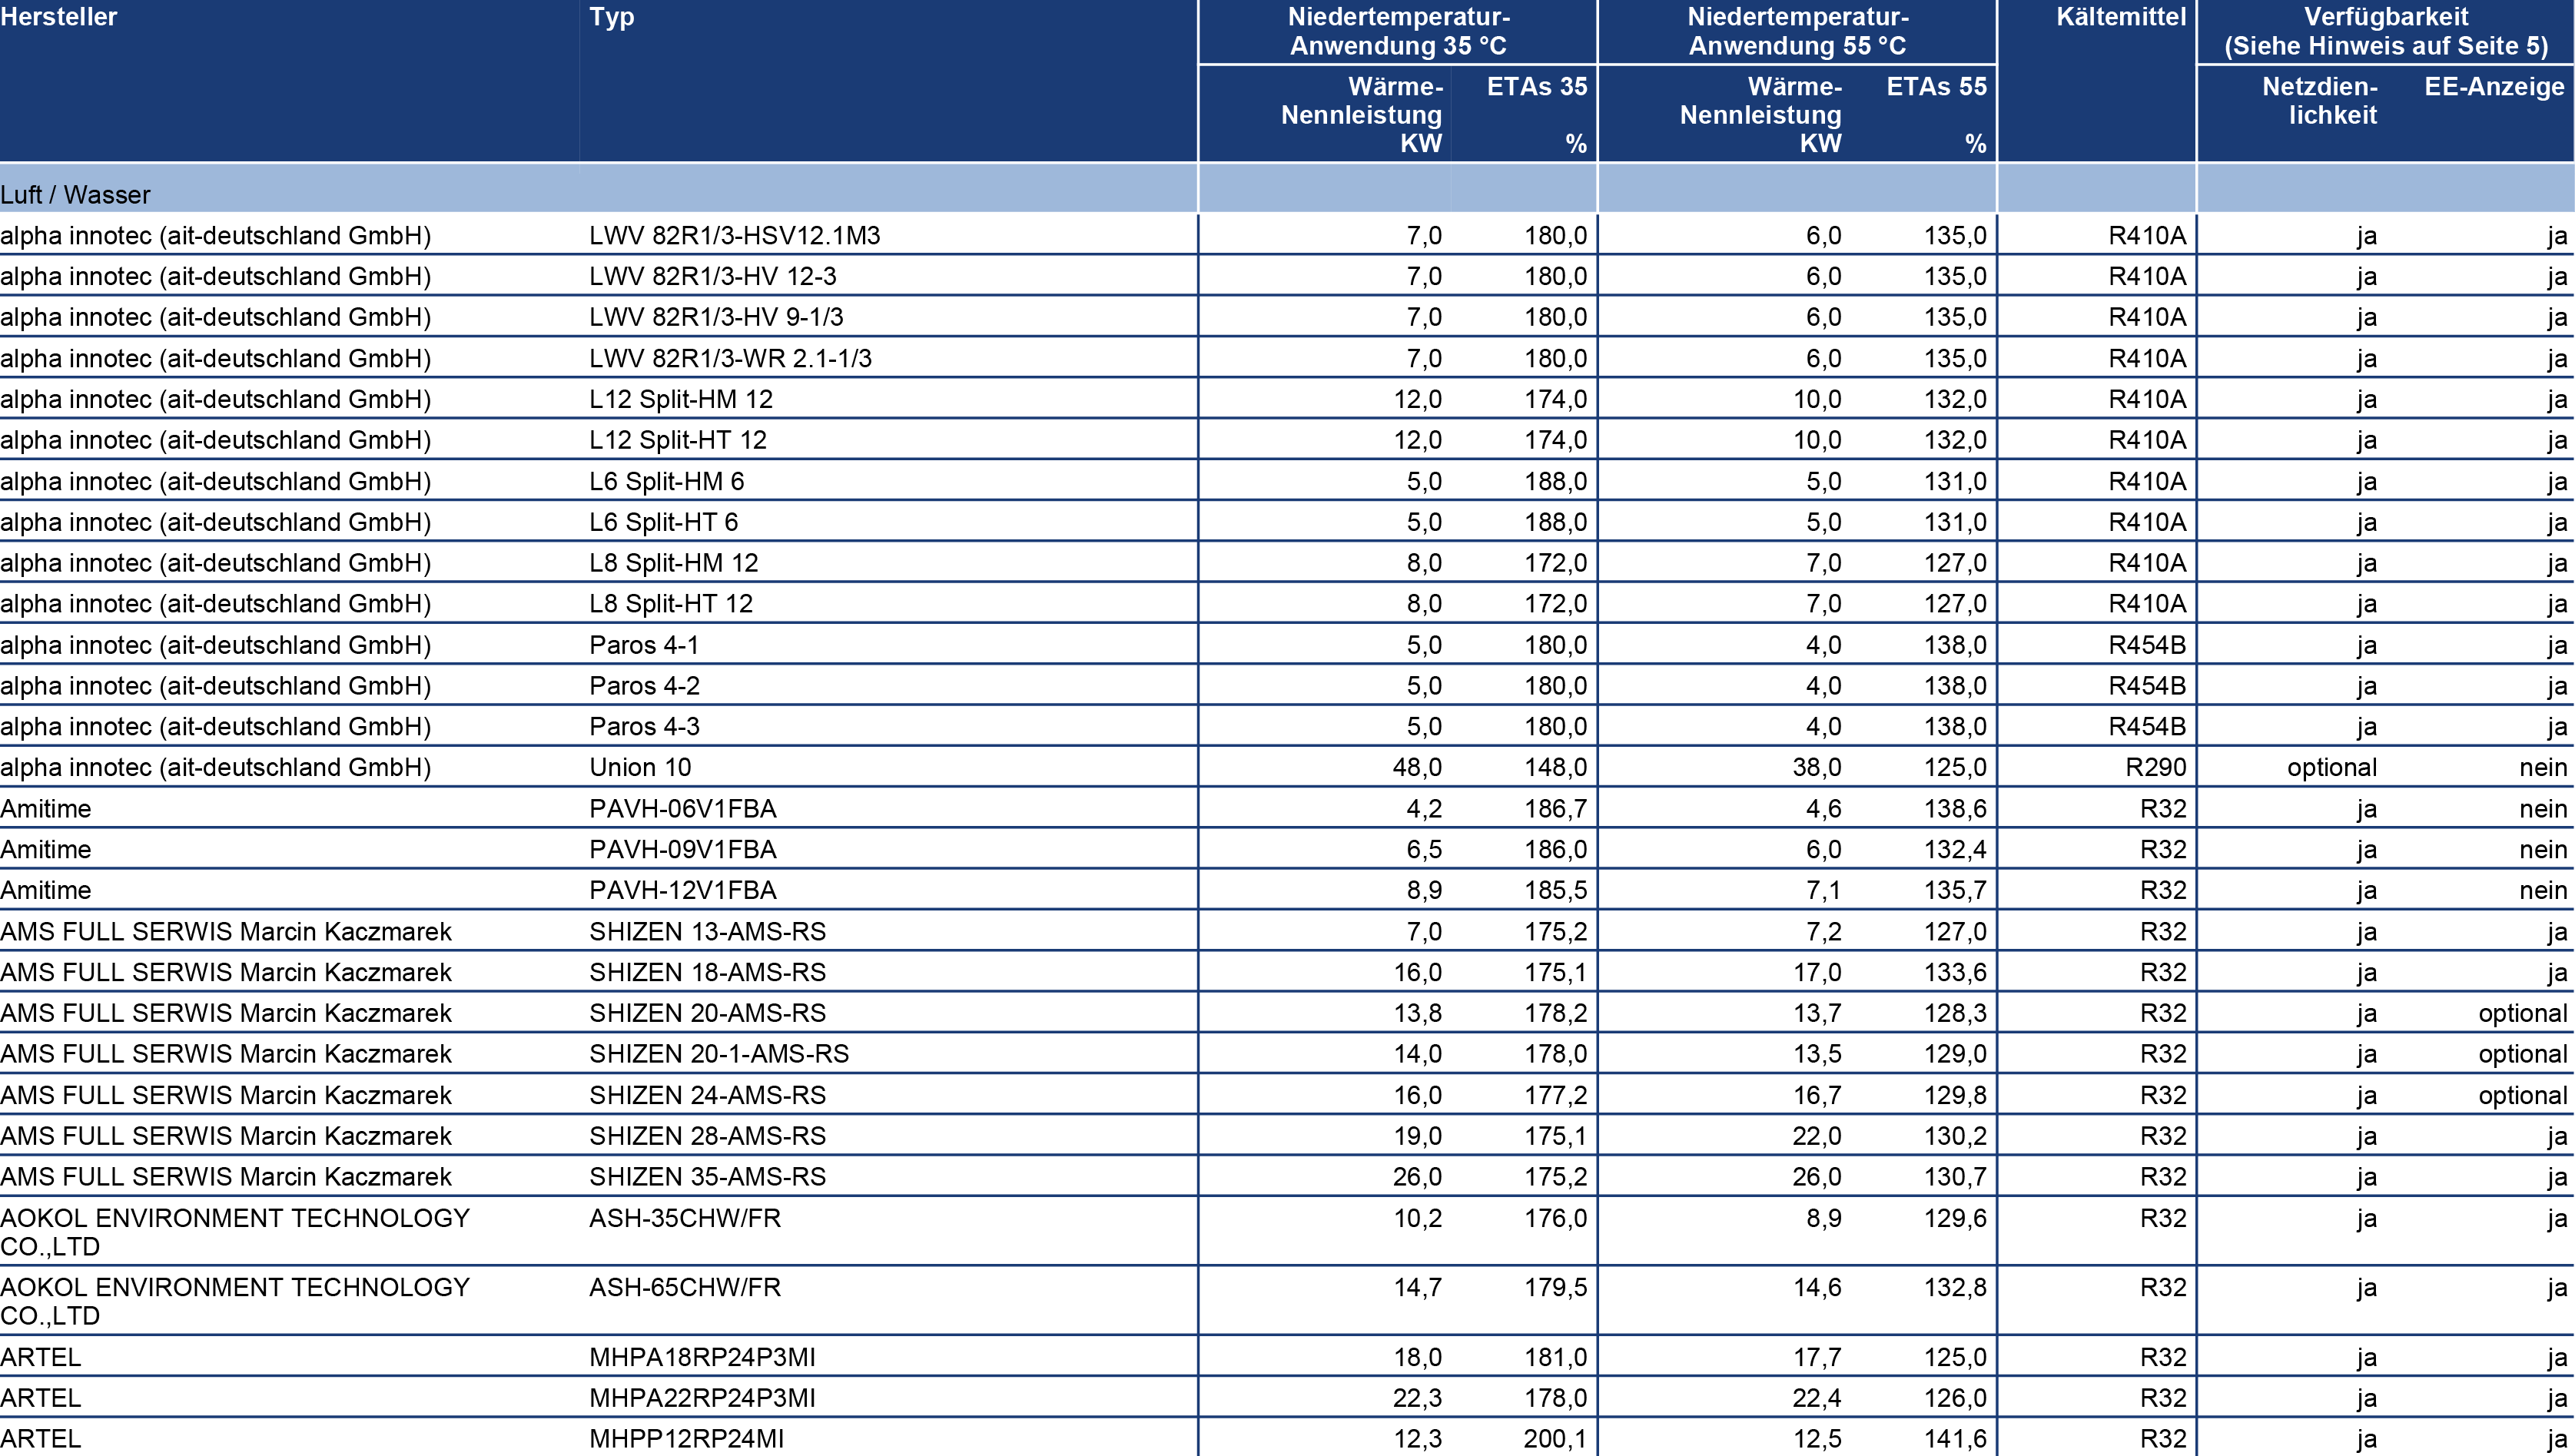 Hersteller Typ Niedertemperatur- Niedertemperatur- Kältemittel Verfügbarkeit
Anwendung 35 °C Anwendung 55 °C (Siehe Hinweis auf Seite 5)
Wärme- ETAs 35 Wärme- ETAs 55 Netzdien- EE-Anzeige
Nennleistung Nennleistung lichkeit
KW % KW %
Luft / Wasser
alpha innotec (ait-deutschland GmbH) LWV 82R1/3-HSV12.1M3 7,0 180,0 6,0 135,0 R410A ja ja
alpha innotec (ait-deutschland GmbH) LWV 82R1/3-HV 12-3 7,0 180,0 6,0 135,0 R410A ja ja
alpha innotec (ait-deutschland GmbH) LWV 82R1/3-HV 9-1/3 7,0 180,0 6,0 135,0 R410A ja ja
alpha innotec (ait-deutschland GmbH) LWV 82R1/3-WR 2.1-1/3 7,0 180,0 6,0 135,0 R410A ja ja
alpha innotec (ait-deutschland GmbH) L12 Split-HM 12 12,0 174,0 10,0 132,0 R410A ja ja
alpha innotec (ait-deutschland GmbH) L12 Split-HT 12 12,0 174,0 10,0 132,0 R410A ja ja
alpha innotec (ait-deutschland GmbH) L6 Split-HM 6 5,0 188,0 5,0 131,0 R410A ja ja
alpha innotec (ait-deutschland GmbH) L6 Split-HT 6 5,0 188,0 5,0 131,0 R410A ja ja
alpha innotec (ait-deutschland GmbH) L8 Split-HM 12 8,0 172,0 7,0 127,0 R410A ja ja
alpha innotec (ait-deutschland GmbH) L8 Split-HT 12 8,0 172,0 7,0 127,0 R410A ja ja
alpha innotec (ait-deutschland GmbH) Paros 4-1 5,0 180,0 4,0 138,0 R454B ja ja
alpha innotec (ait-deutschland GmbH) Paros 4-2 5,0 180,0 4,0 138,0 R454B ja ja
alpha innotec (ait-deutschland GmbH) Paros 4-3 5,0 180,0 4,0 138,0 R454B ja ja
alpha innotec (ait-deutschland GmbH) Union 10 48,0 148,0 38,0 125,0 R290 optional nein
Amitime PAVH-06V1FBA 4,2 186,7 4,6 138,6 R32 ja nein
Amitime PAVH-09V1FBA 6,5 186,0 6,0 132,4 R32 ja nein
Amitime PAVH-12V1FBA 8,9 185,5 7,1 135,7 R32 ja nein
AMS FULL SERWIS Marcin Kaczmarek SHIZEN 13-AMS-RS 7,0 175,2 7,2 127,0 R32 ja ja
AMS FULL SERWIS Marcin Kaczmarek SHIZEN 18-AMS-RS 16,0 175,1 17,0 133,6 R32 ja ja
AMS FULL SERWIS Marcin Kaczmarek SHIZEN 20-AMS-RS 13,8 178,2 13,7 128,3 R32 ja optional
AMS FULL SERWIS Marcin Kaczmarek SHIZEN 20-1-AMS-RS 14,0 178,0 13,5 129,0 R32 ja optional
AMS FULL SERWIS Marcin Kaczmarek SHIZEN 24-AMS-RS 16,0 177,2 16,7 129,8 R32 ja optional
AMS FULL SERWIS Marcin Kaczmarek SHIZEN 28-AMS-RS 19,0 175,1 22,0 130,2 R32 ja ja
AMS FULL SERWIS Marcin Kaczmarek SHIZEN 35-AMS-RS 26,0 175,2 26,0 130,7 R32 ja ja
AOKOL ENVIRONMENT TECHNOLOGY ASH-35CHW/FR 10,2 176,0 8,9 129,6 R32 ja ja
CO.,LTD
AOKOL ENVIRONMENT TECHNOLOGY ASH-65CHW/FR 14,7 179,5 14,6 132,8 R32 ja ja
CO.,LTD
ARTEL MHPA18RP24P3MI 18,0 181,0 17,7 125,0 R32 ja ja
ARTEL MHPA22RP24P3MI 22,3 178,0 22,4 126,0 R32 ja ja
ARTEL MHPP12RP24MI 12,3 200,1 12,5 141,6 R32 ja ja